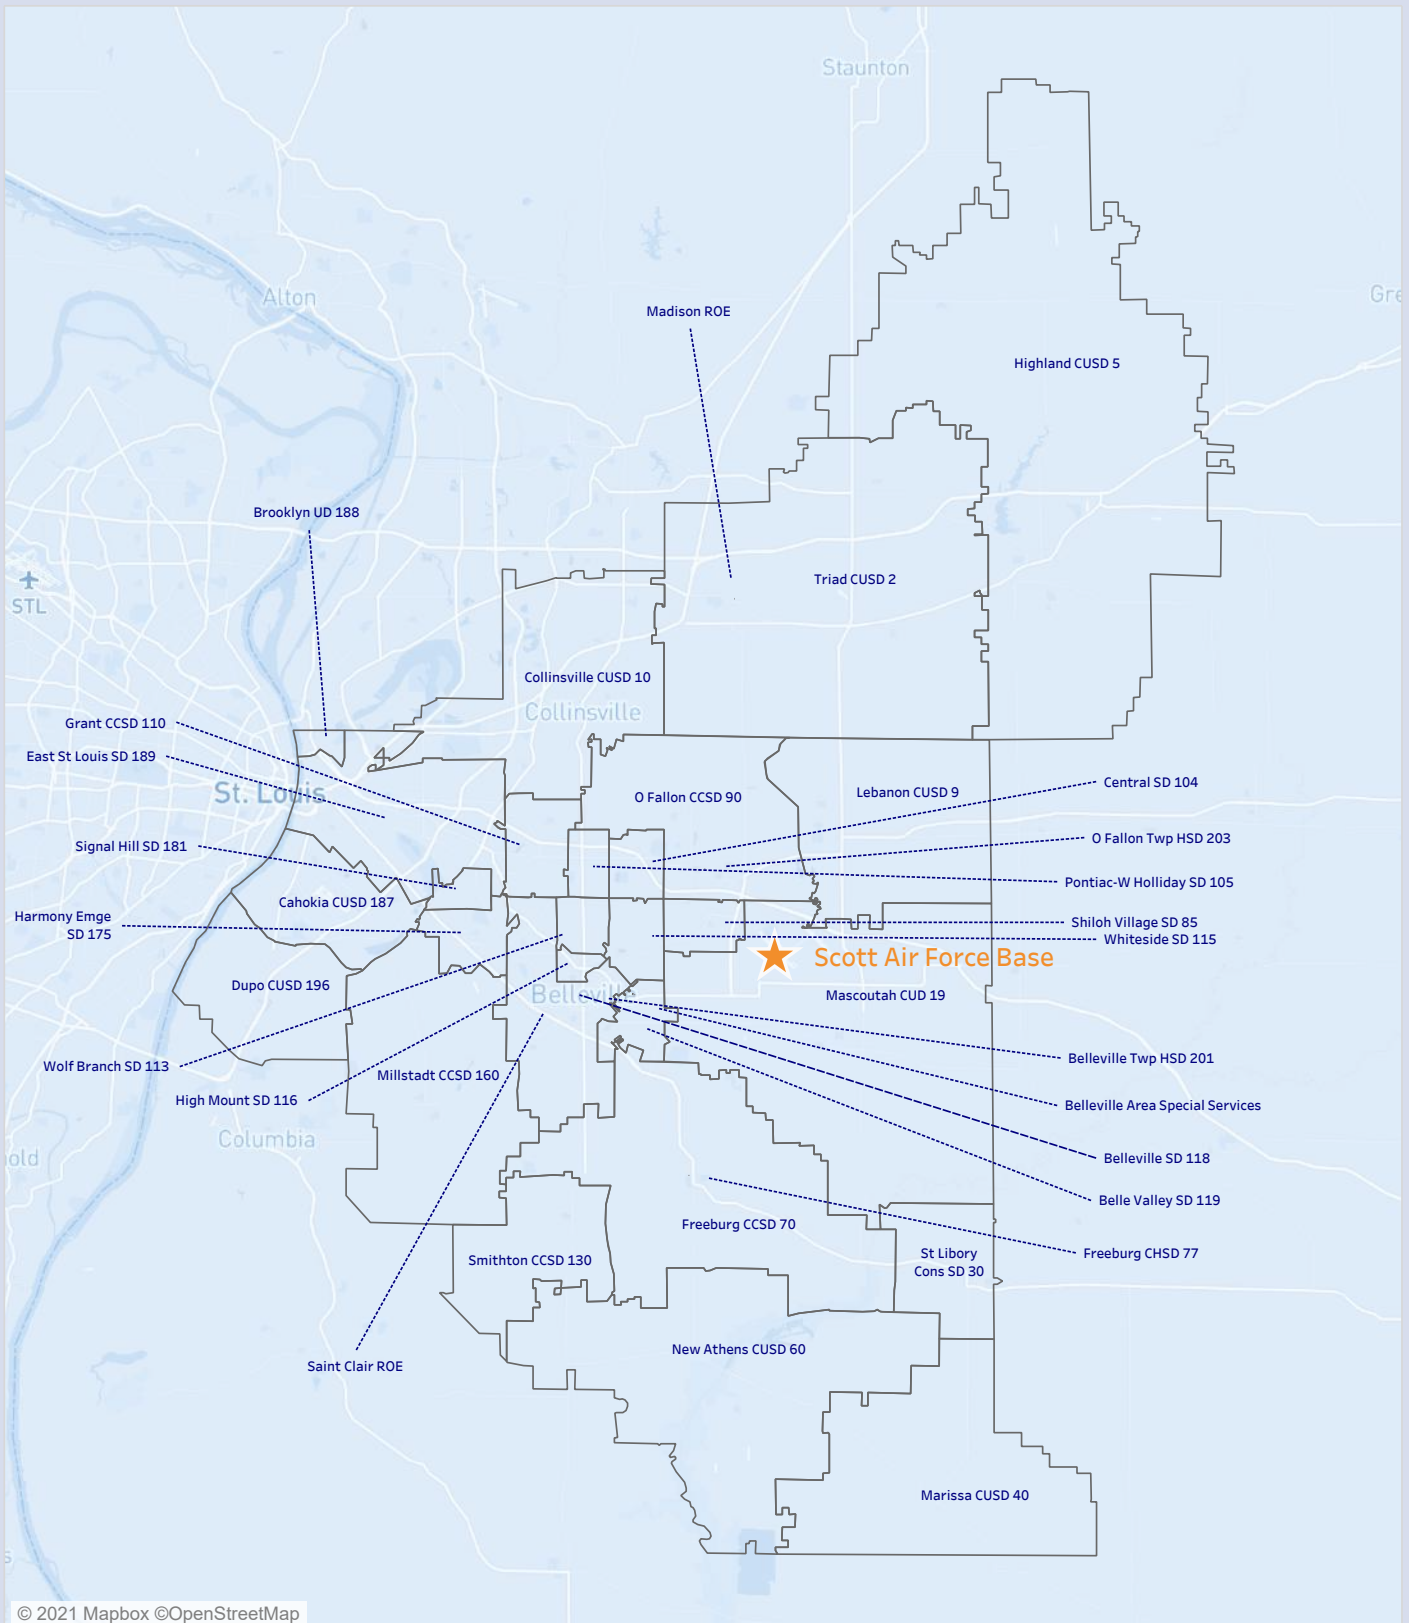 Staunton
Alton
Gre
Madison ROE
Highland CUSD 5
Brooklyn UD 188
STL
Triad CUSD 2
Collinsville CUSD 10
Collinsville
Grant CCSD 110
East St Louis SD 189
St. Louis
O Fallon CCSD 90
Lebanon CUSD 9
Central SD 104
O Fallon Twp HSD 203
Signal Hill SD 181
Pontiac-W Holliday SD 105
Cahokia CUSD 187
Harmony Emge
SD 175
Shiloh Village SD 85
Whiteside SD 115
Scott Air Force Base
Dupo CUSD 196
Belleville
Mascoutah CUD 19
Wolf Branch SD 113
Millstadt CCSD 160
Belleville Twp HSD 201
High Mount SD 116
Belleville Area Special Services
Columbia
old
Belleville SD 118
Belle Valley SD 119
Freeburg CCSD 70
Freeburg CHSD 77
Smithton CCSD 130
St Libory
Cons SD 30
New Athens CUSD 60
Saint Clair ROE
Marissa CUSD 40
© 2021 Mapbox ©OpenStreetMap